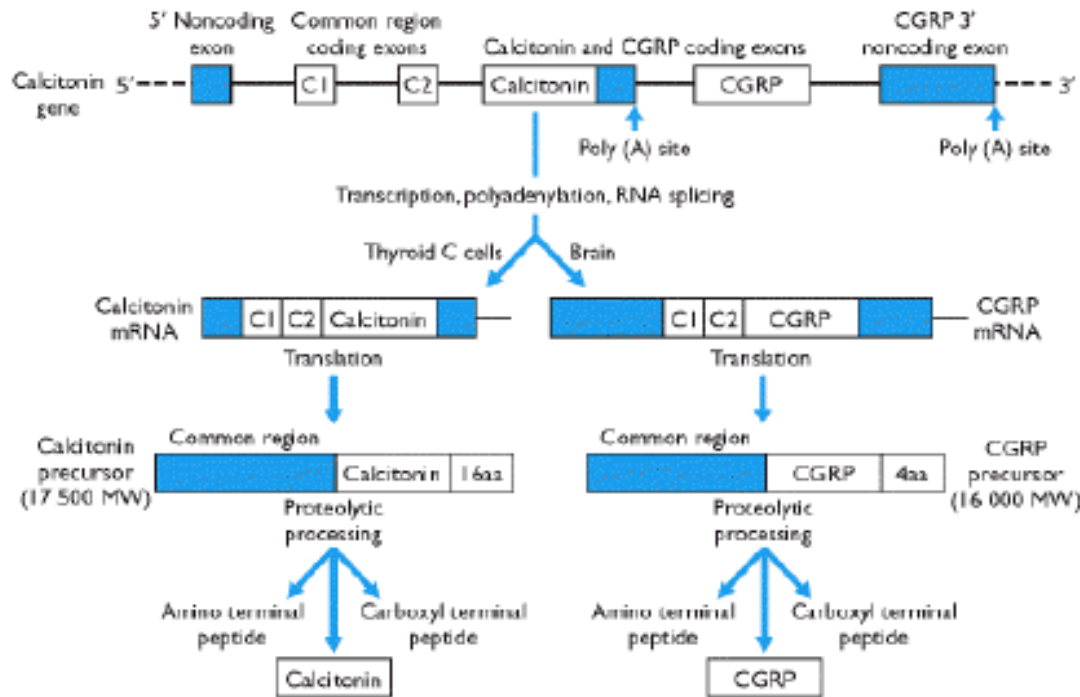 5′ Noncoding exon
Common region coding exons
Calcitonin and CGRP coding exons
CGRP 3′ noncoding exon
Calcitonin gene
5′
C1
C2
Calcitonin
CGRP
3′
Poly (A) site
Poly (A) site
Transcription, polyadenylation, RNA splicing
Thyroid C cells
Brain
Calcitonin mRNA
C1
C2
Calcitonin
C1
C2
CGRP
CGRP mRNA
Translation
Translation
Calcitonin precursor (17 500 MW)
Common region
Calcitonin
16aa
Common region
CGRP
4aa
CGRP precursor (16 000 MW)
Proteolytic processing
Proteolytic processing
Amino terminal peptide
Carboxyl terminal peptide
Amino terminal peptide
Carboxyl terminal peptide
Calcitonin
CGRP